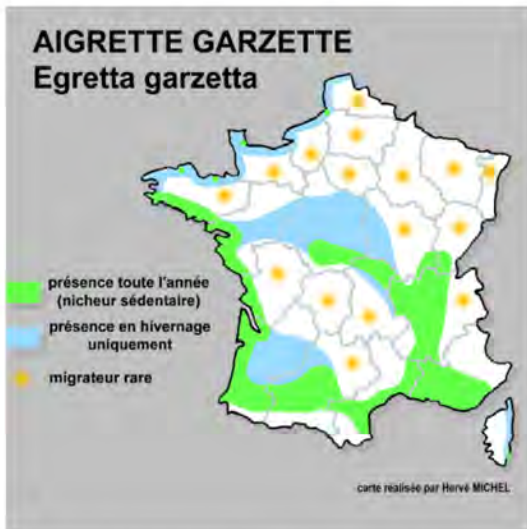 AIGRETTE GARZETTE
Egretta garzetta
présence toute l'année
(nicheur sédentaire)
présence en hivernage
uniquement
migrateur rare
carte réalisée par Hervé MICHEL